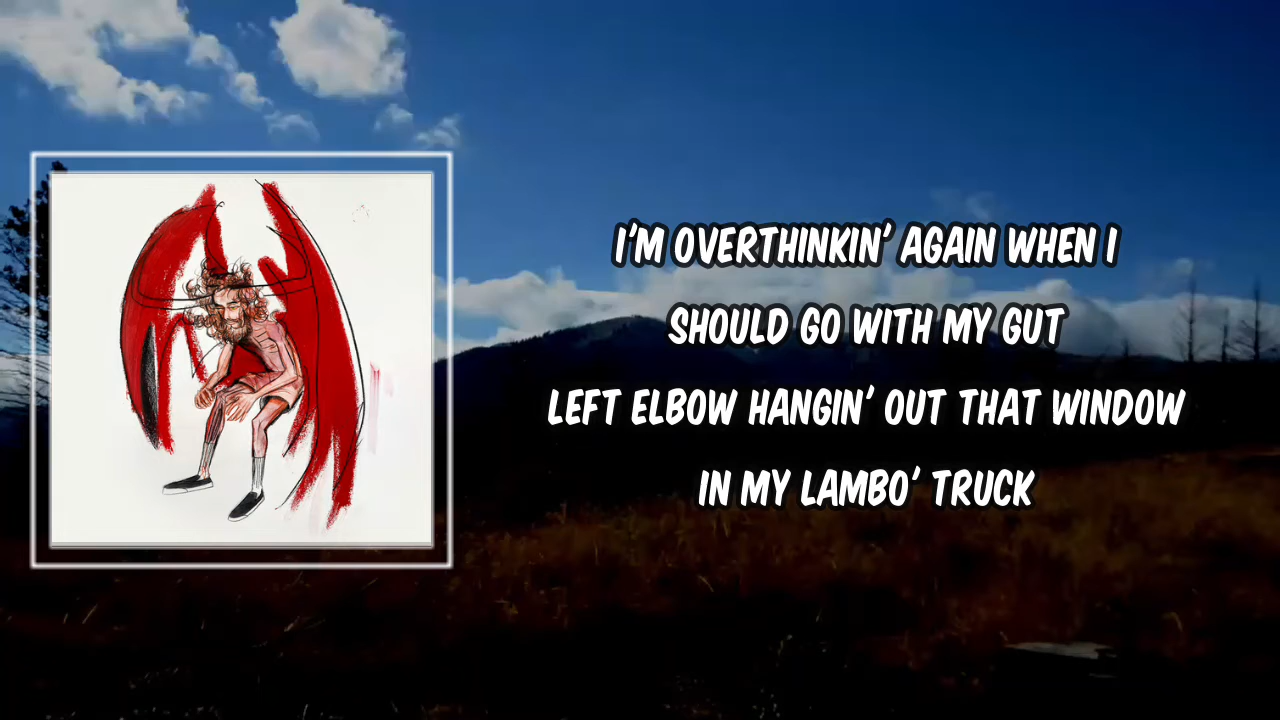 I'M OVERTHINKIN' AGAIN WHEN I
SHOULD GO WITH MY GUT
LEFT ELBOW HANGIN' OUT THAT WINDOW
IN MY LAMBO' TRUCK